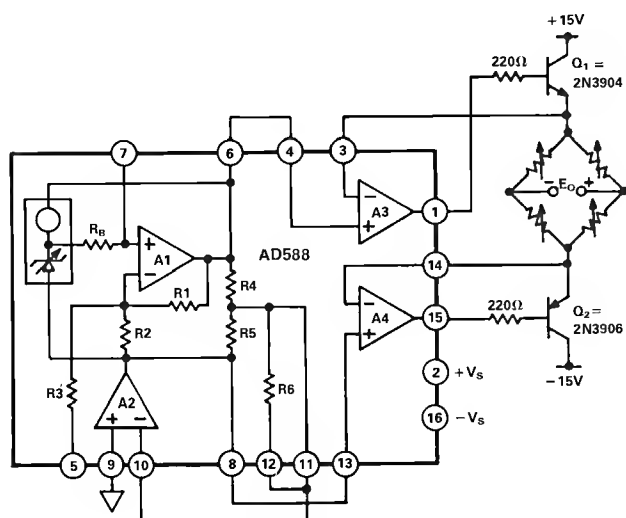 +15V
220Ω
Q1 =
2N3904
7
6
4
3
− EO +
RB
+
−
A1
AD588
−
+
A3
1
R4
R1
14
R2
R5
−
+
A4
15
220Ω
Q2 =
2N3906
R3
A2
+ −
R6
2
+VS
−15V
16
−VS
5
9
10
8
12
11
13